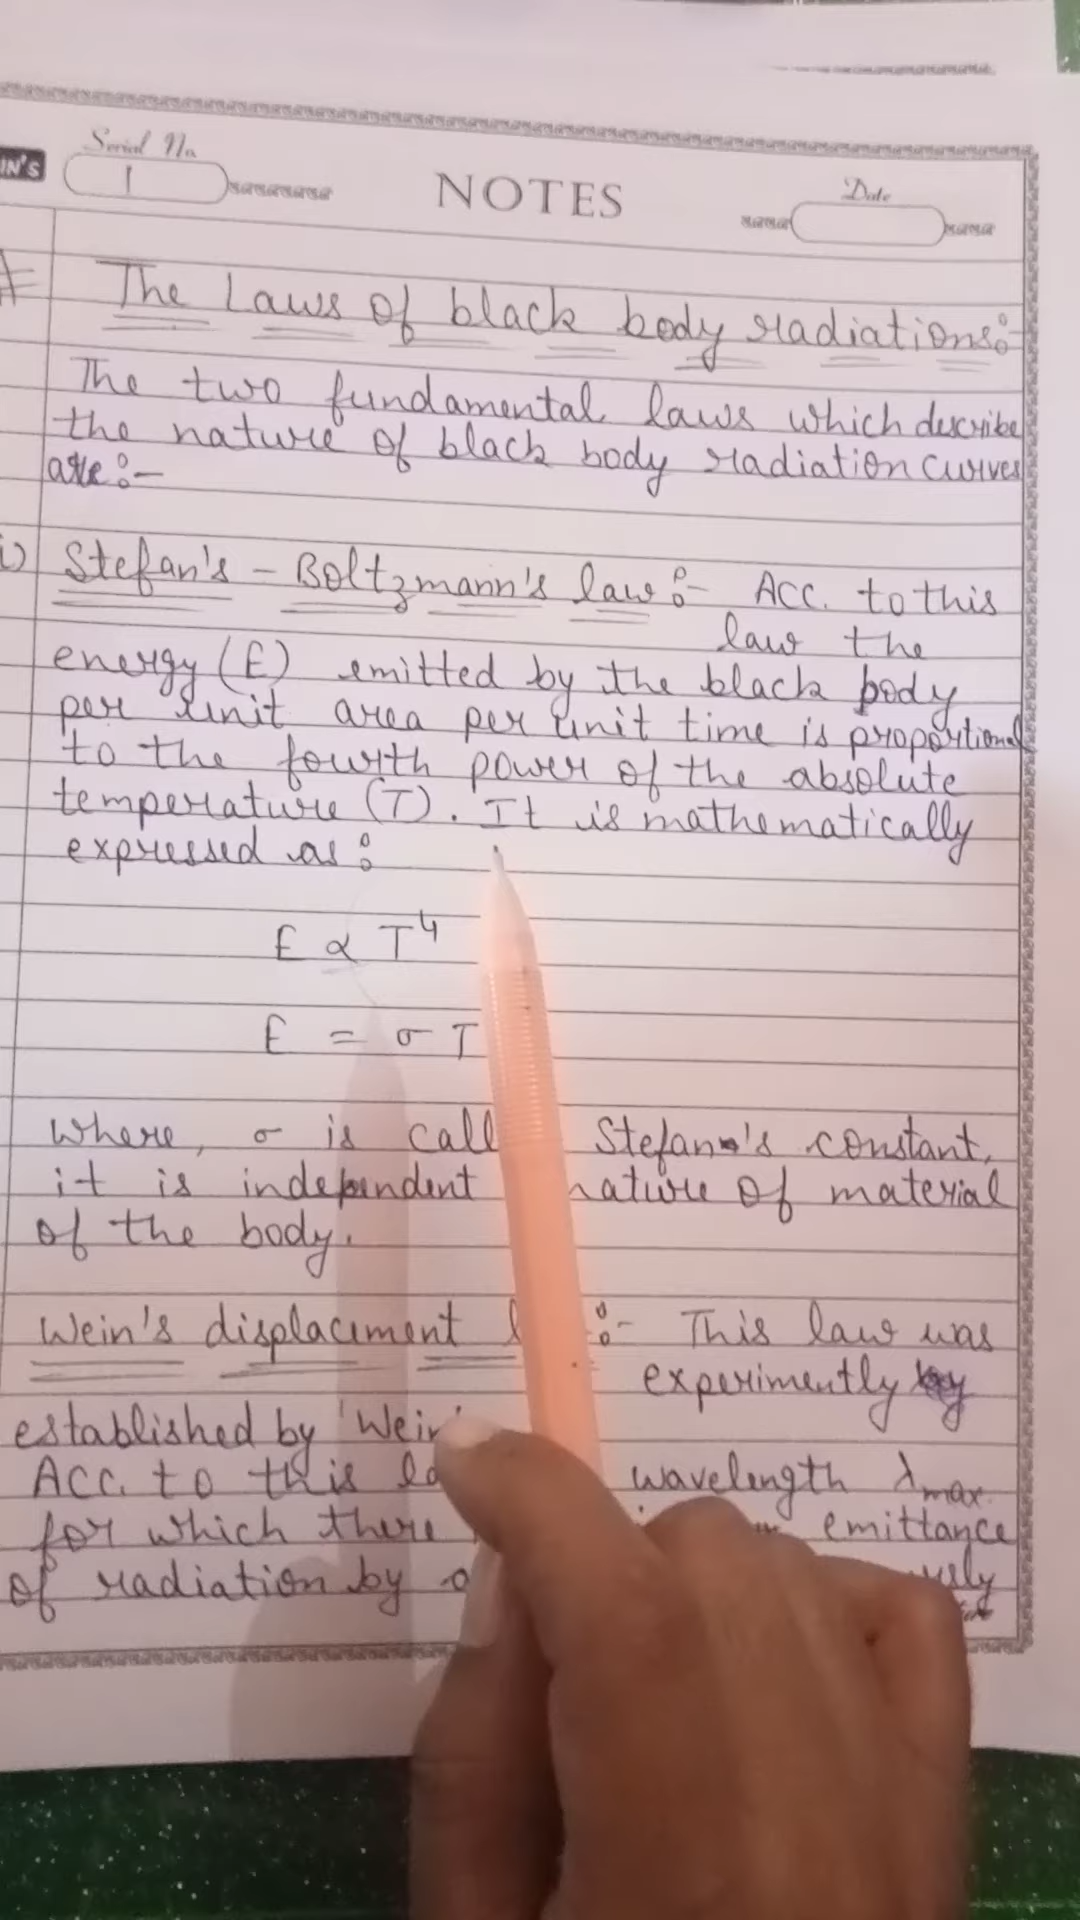 IN'S
Serial No
1
NOTES
Date
The Laws of black body radiations:-
The two fundamental laws which describe
the nature of black body radiation curves
are:-
i) Stefan's - Boltzmann's law:- Acc. to this
law the
energy (E) emitted by the black body
per unit area per unit time is proportional
to the fourth power of the absolute
temperature (T). It is mathematically
expressed as:
E ∝ T⁴
E = σ T
where, σ is call Stefan's constant,
it is independent nature of material
of the body.
Wein's displacement :- This law was
experimently by
established by 'Wein'
Acc. to this wavelength λmax.
for which there emittance
of radiation by